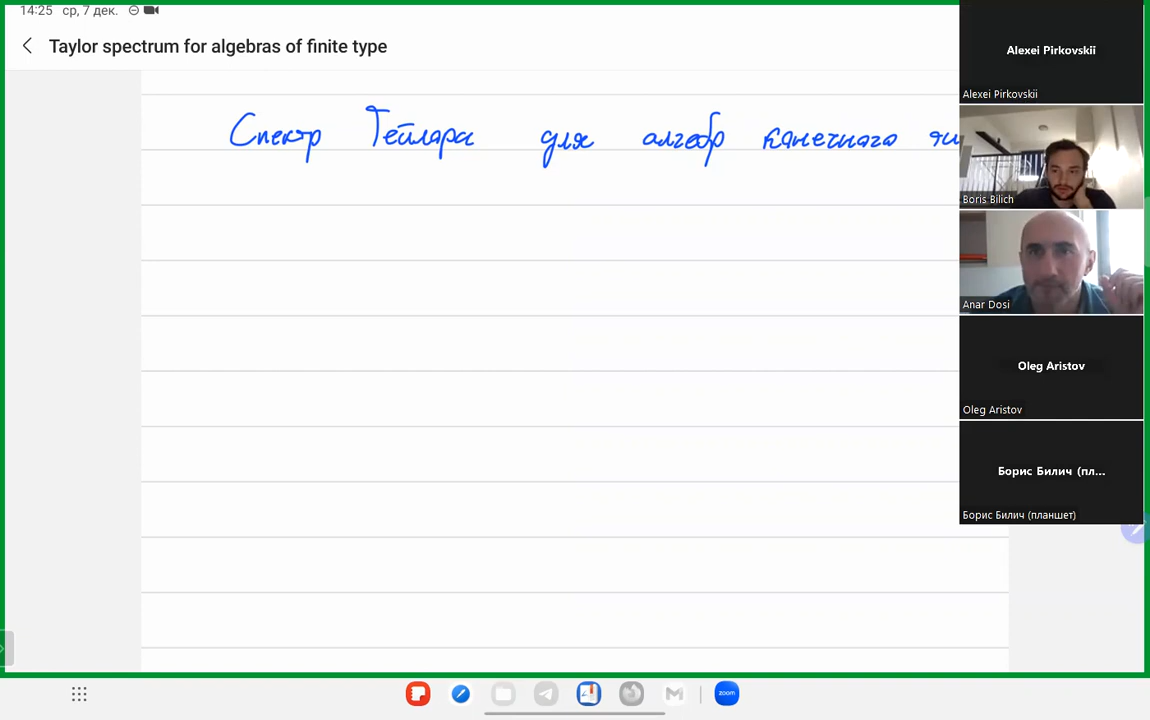 14:25 ср, 7 дек.
Taylor spectrum for algebras of finite type
Спектр Тейлора для алгебр конечного
Alexei Pirkovskii
Alexei Pirkovskii
Boris Bilich
Anar Dosi
Oleg Aristov
Oleg Aristov
Борис Билич (пл...
Борис Билич (планшет)
zoom